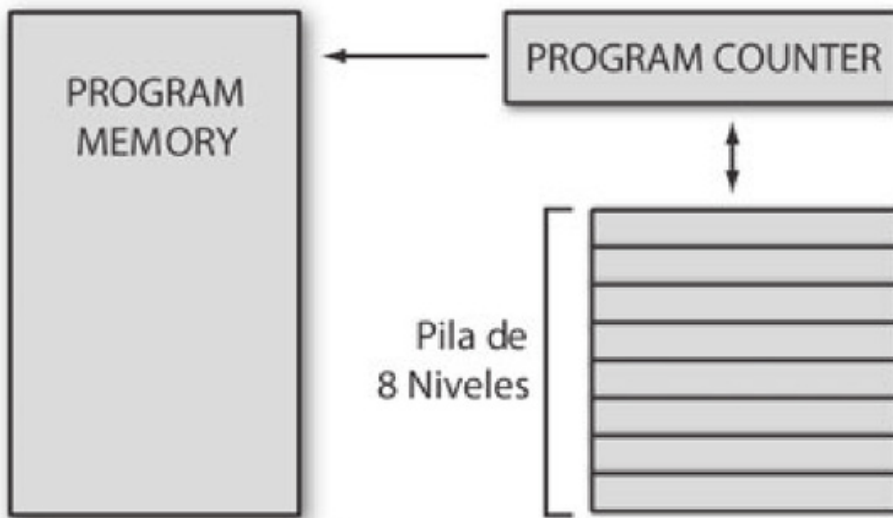 PROGRAM
MEMORY
PROGRAM COUNTER
Pila de
8 Niveles